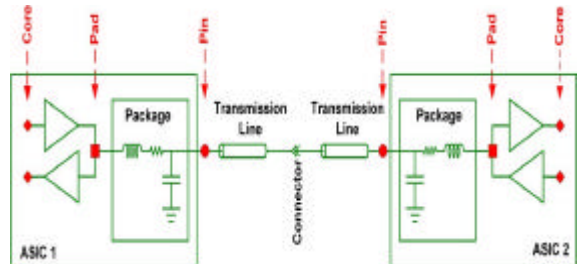 Core
Pad
Pin
Pin
Pad
Core
Package
Transmission
Line
Transmission
Line
Package
Connector
ASIC 1
ASIC 2